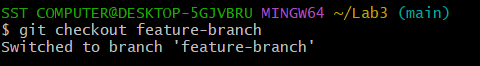 SST COMPUTER@DESKTOP-5GJVBRU MINGW64 ~/Lab3 (main)
$ git checkout feature-branch
Switched to branch 'feature-branch'